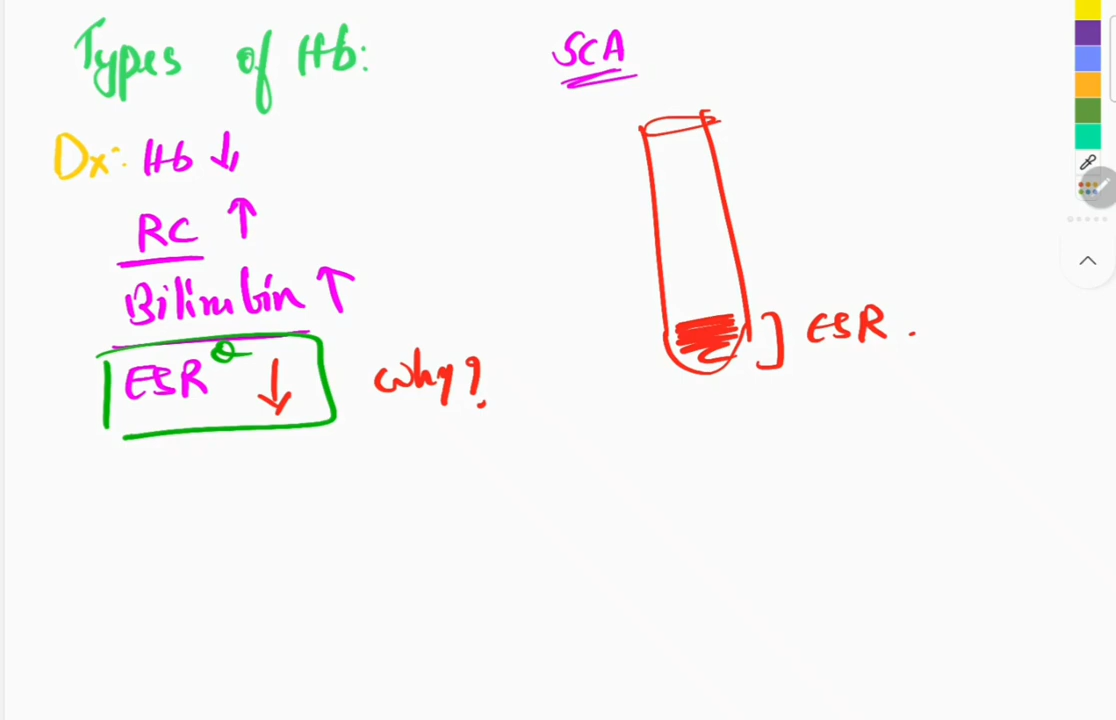 Types of Hb:
SCA
Dx: Hb ↓
RC ↑
Bilirubin ↑
ESR ↓ Why?
ESR.